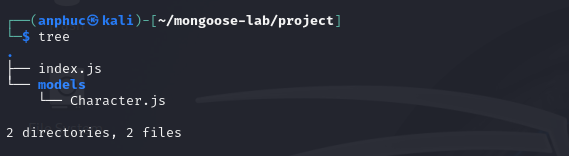 ┌──(anphuc㉿kali)-[~/mongoose-lab/project]
└─$ tree
.
├── index.js
└── models
    └── Character.js
2 directories, 2 files